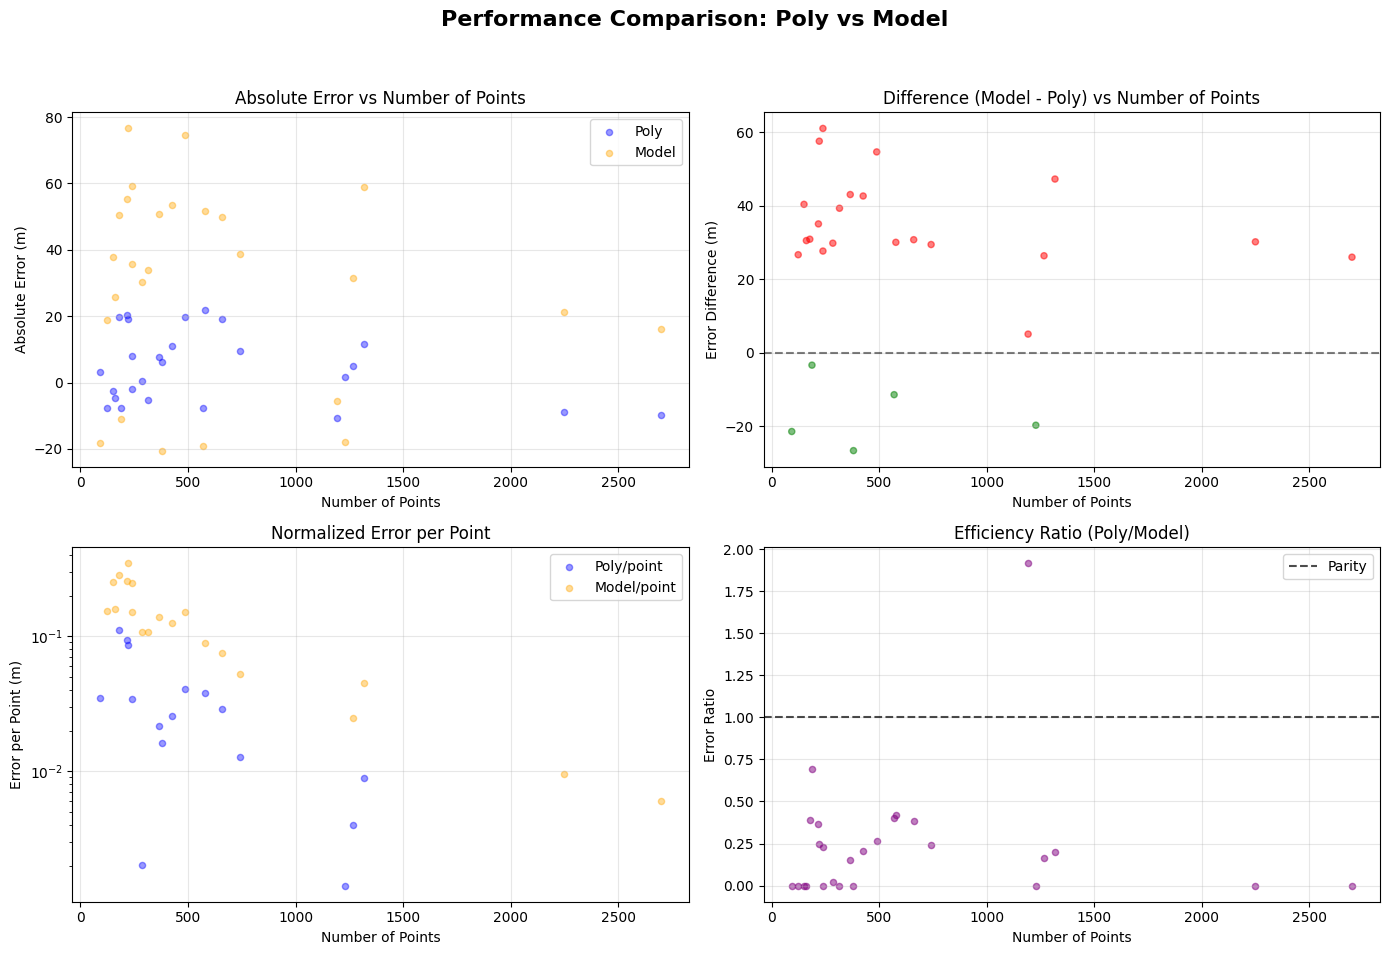 Performance Comparison: Poly vs Model
Absolute Error vs Number of Points
80
60
40
20
0
−20
Absolute Error (m)
Poly
Model
0 500 1000 1500 2000 2500
Number of Points
Difference (Model - Poly) vs Number of Points
60
40
20
0
−20
Error Difference (m)
0 500 1000 1500 2000 2500
Number of Points
Normalized Error per Point
10⁻¹
10⁻²
Error per Point (m)
Poly/point
Model/point
0 500 1000 1500 2000 2500
Number of Points
Efficiency Ratio (Poly/Model)
2.00
1.75
1.50
1.25
1.00
0.75
0.50
0.25
0.00
Error Ratio
Parity
0 500 1000 1500 2000 2500
Number of Points